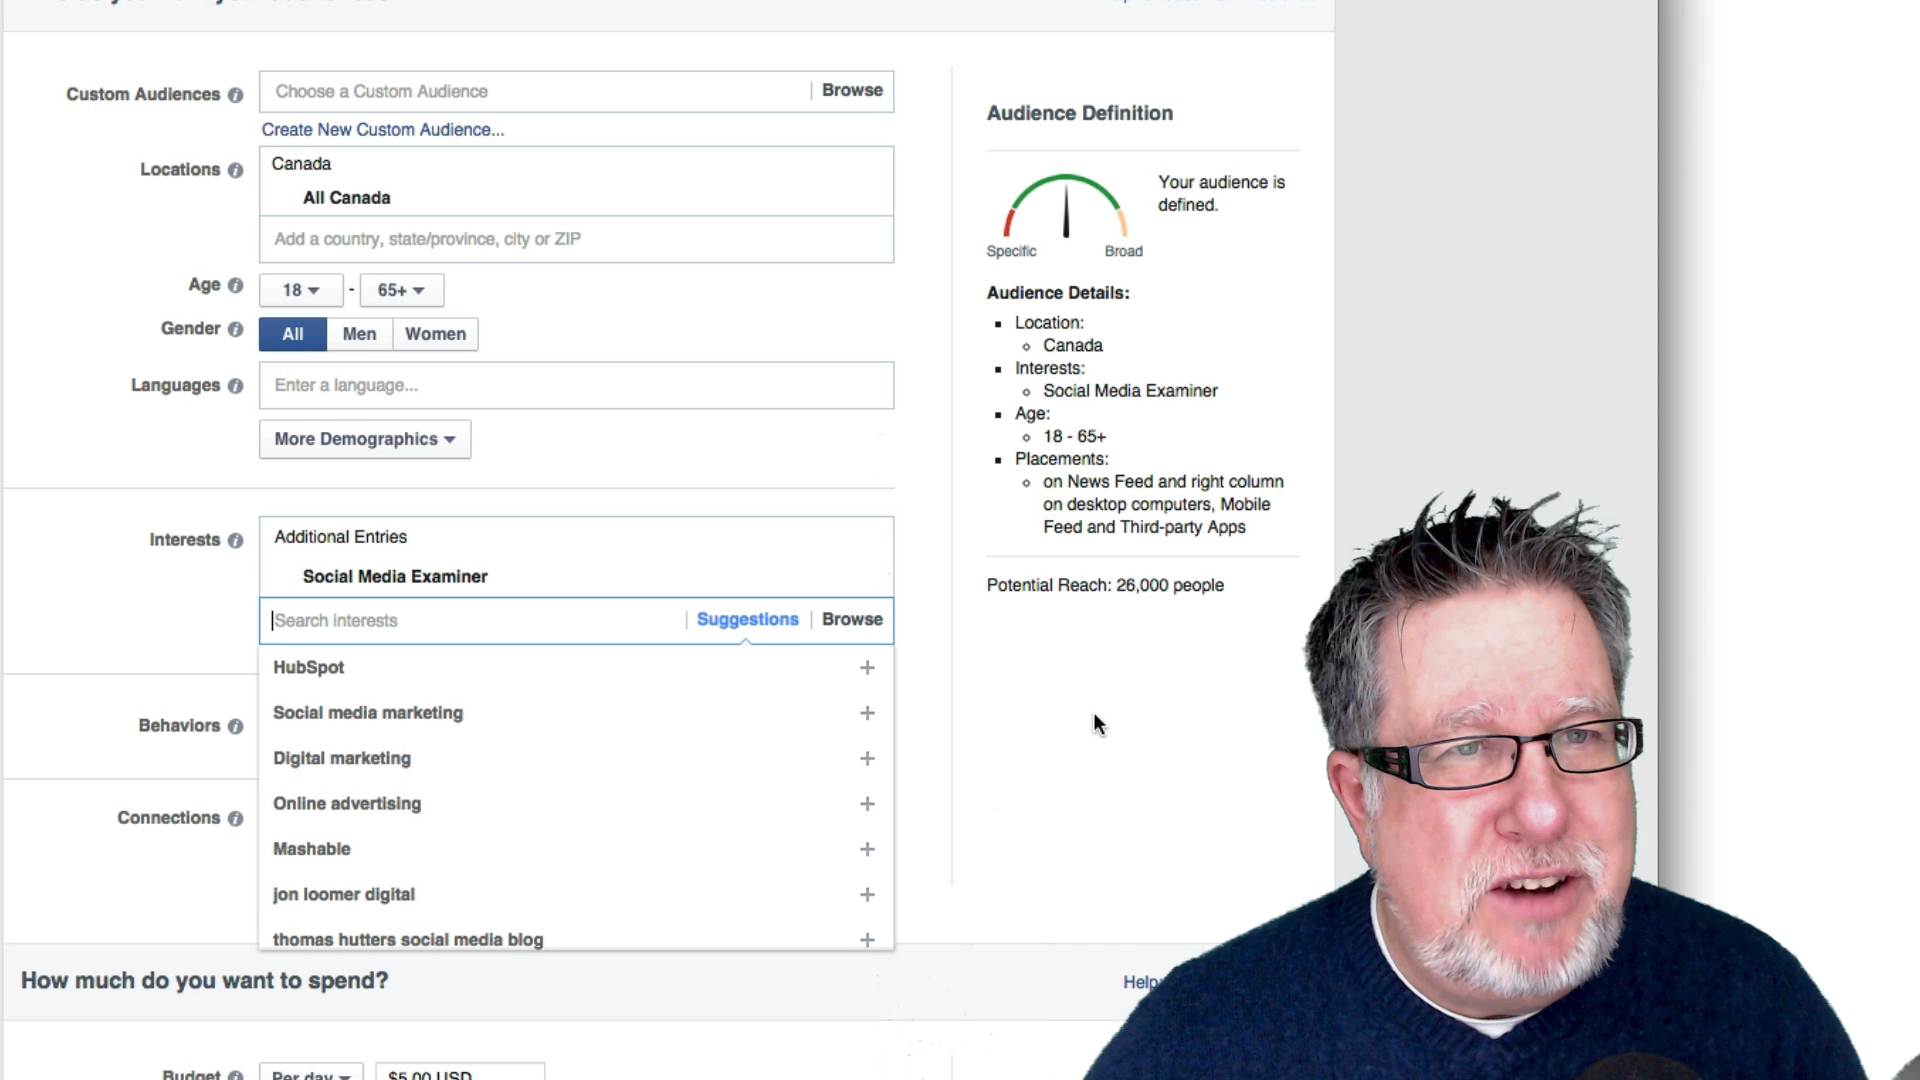 Custom Audiences
Choose a Custom Audience
Browse
Create New Custom Audience...
Locations
Canada
All Canada
Add a country, state/province, city or ZIP
Age
18 - 65+
Gender
All Men Women
Languages
Enter a language...
More Demographics
Interests
Additional Entries
Social Media Examiner
Search interests
Suggestions
Browse
HubSpot
Social media marketing
Digital marketing
Online advertising
Mashable
jon loomer digital
thomas hutters social media blog
Behaviors
Connections
Audience Definition
Your audience is
defined.
Specific
Broad
Audience Details:
Location:
Canada
Interests:
Social Media Examiner
Age:
18 - 65+
Placements:
on News Feed and right column
on desktop computers, Mobile
Feed and Third-party Apps
Potential Reach: 26,000 people
How much do you want to spend?
Help:
Budget
Per day
$5.00 USD